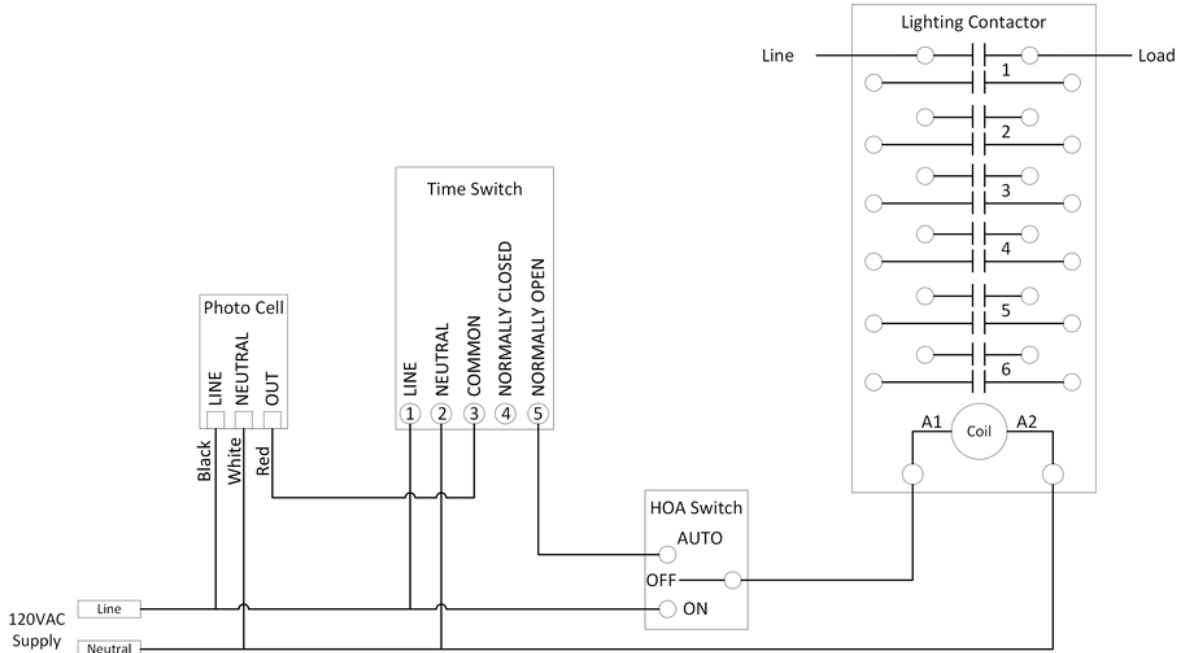 Lighting Contactor
Line
Load
1
2
3
4
5
6
A1
Coil
A2
Time Switch
LINE
NEUTRAL
COMMON
NORMALLY CLOSED
NORMALLY OPEN
1
2
3
4
5
Photo Cell
LINE
NEUTRAL
OUT
Black
White
Red
HOA Switch
AUTO
OFF
ON
120VAC
Supply
Line
Neutral